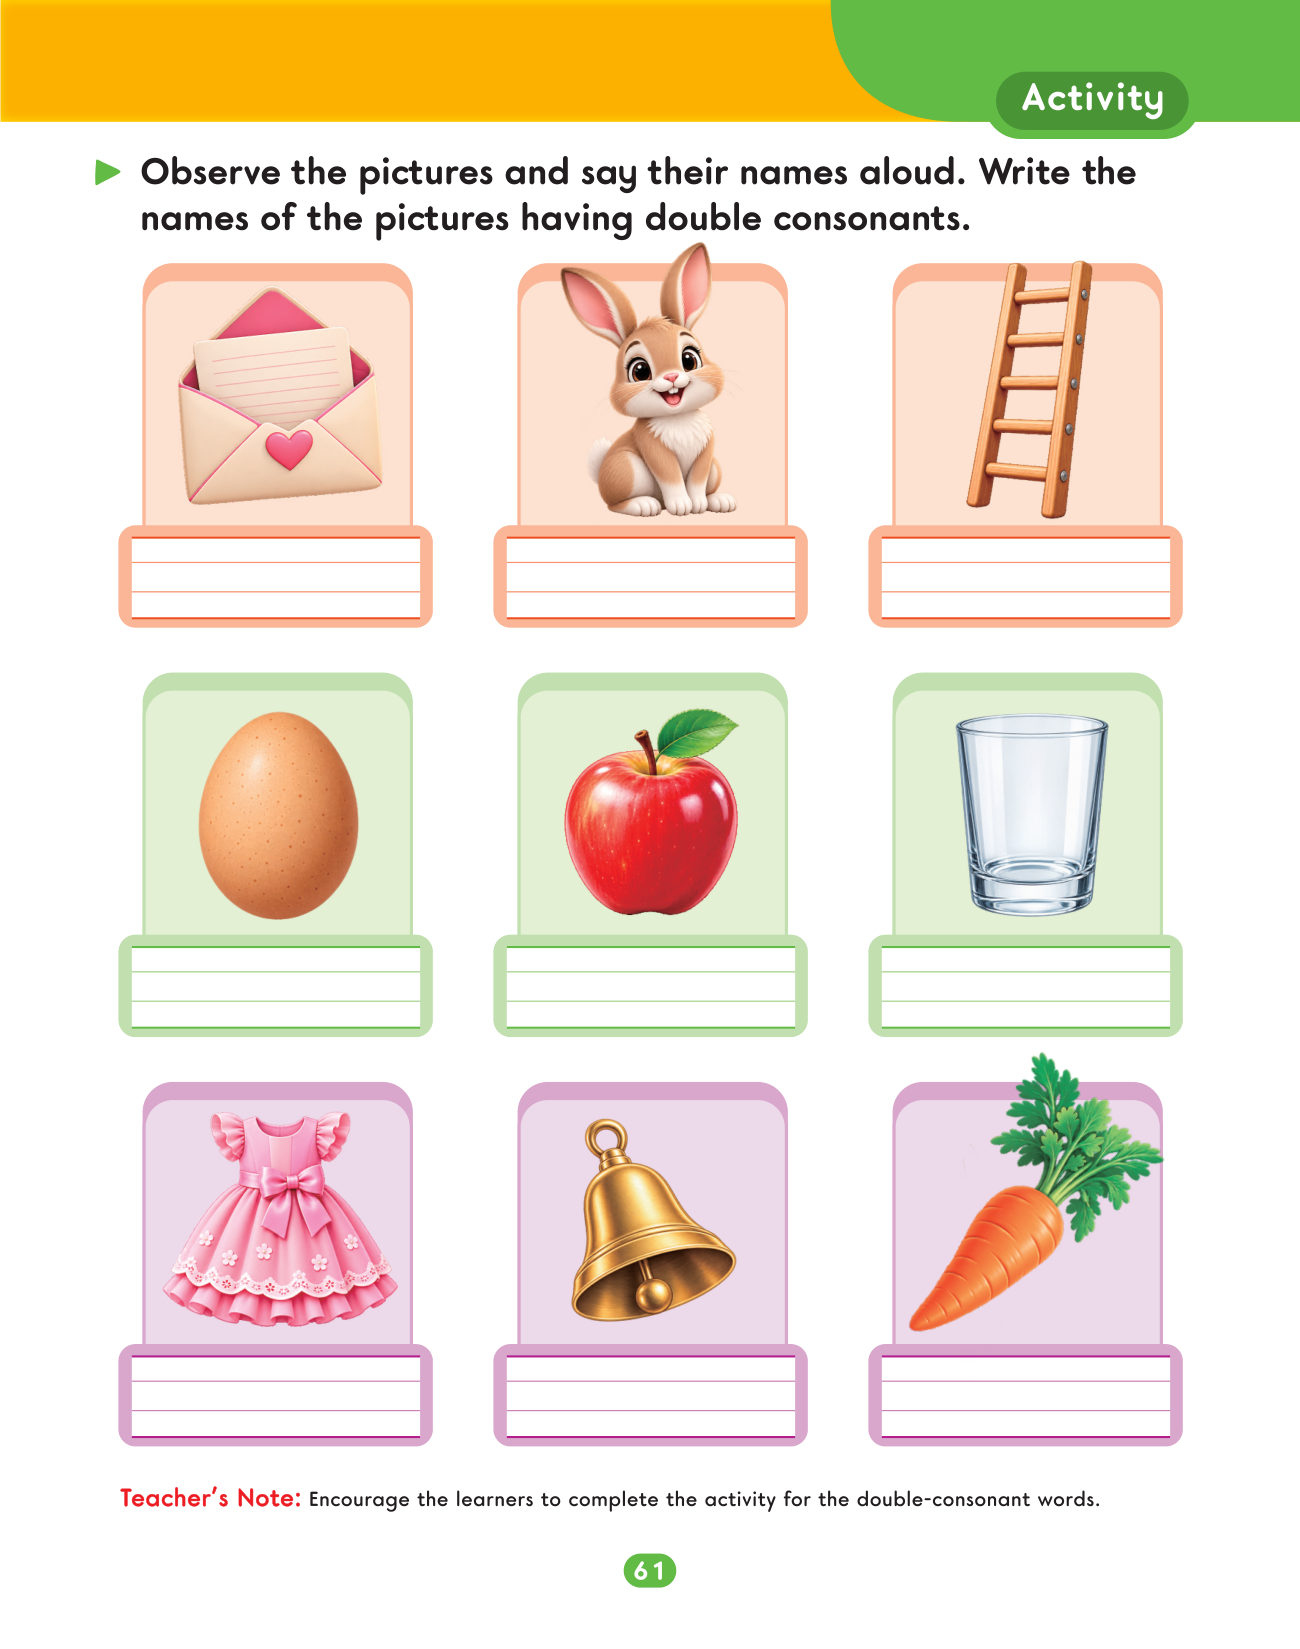 Activity
Observe the pictures and say their names aloud. Write the
names of the pictures having double consonants.
Teacher's Note: Encourage the learners to complete the activity for the double-consonant words.
61